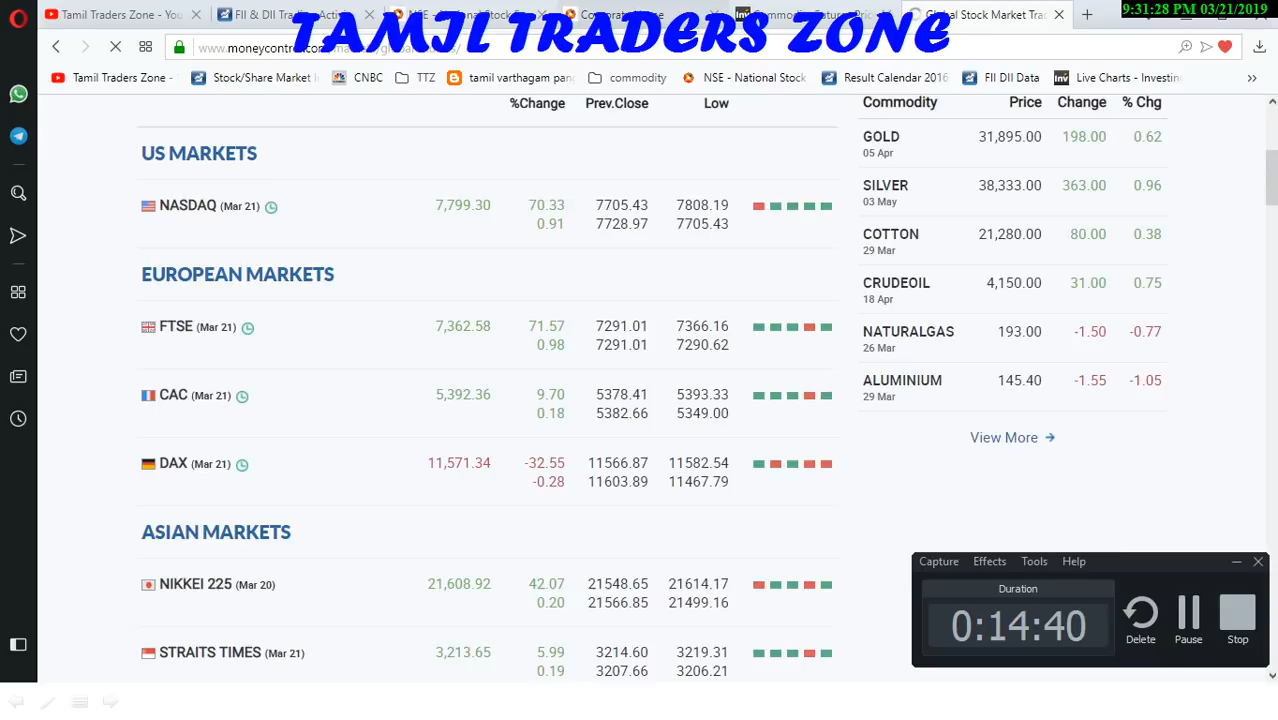 Tamil Traders Zone - You
FII & DII Trading Activi
Global Stock Market Trad
9:31:28 PM 03/21/2019
TAMIL TRADERS ZONE
www.moneycontrol.com
Tamil Traders Zone -
Stock/Share Market
CNBC
TTZ
tamil varthagam pan
commodity
NSE - National Stock
Result Calendar 2016
FII DII Data
Live Charts - Investin
%Change Prev.Close Low
US MARKETS
NASDAQ (Mar 21) 7,799.30 70.33 7705.43 7808.19
0.91 7728.97 7705.43
EUROPEAN MARKETS
FTSE (Mar 21) 7,362.58 71.57 7291.01 7366.16
0.98 7291.01 7290.62
CAC (Mar 21) 5,392.36 9.70 5378.41 5393.33
0.18 5382.66 5349.00
DAX (Mar 21) 11,571.34 -32.55 11566.87 11582.54
-0.28 11603.89 11467.79
ASIAN MARKETS
NIKKEI 225 (Mar 20) 21,608.92 42.07 21548.65 21614.17
0.20 21566.85 21499.16
STRAITS TIMES (Mar 21) 3,213.65 5.99 3214.60 3219.31
0.19 3207.66 3206.21
Commodity Price Change % Chg
GOLD 31,895.00 198.00 0.62
05 Apr
SILVER 38,333.00 363.00 0.96
03 May
COTTON 21,280.00 80.00 0.38
29 Mar
CRUDEOIL 4,150.00 31.00 0.75
18 Apr
NATURALGAS 193.00 -1.50 -0.77
26 Mar
ALUMINIUM 145.40 -1.55 -1.05
29 Mar
View More
Capture Effects Tools Help
Duration
0:14:40
Delete Pause Stop